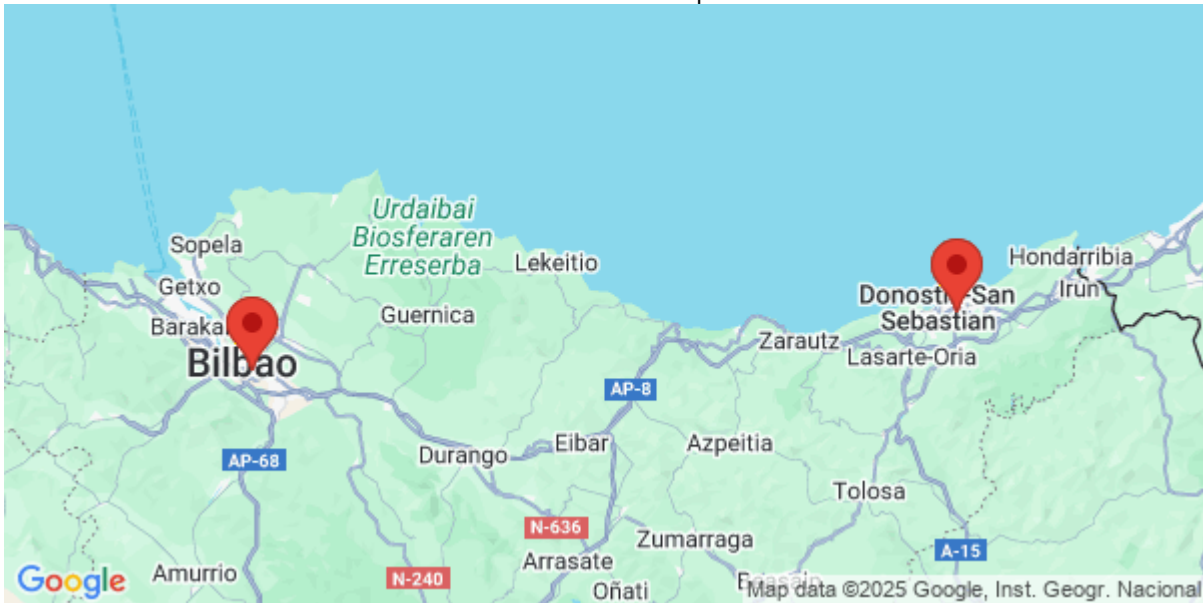 Urdaibai
Biosferaren
Erreserba
Sopela
Lekeitio
Hondarribia
Getxo
Irun
Guernica
Donosti-San
Sebastian
Barakal
Bilbao
Zarautz
Lasarte-Oria
AP-8
Durango
Eibar
Azpeitia
AP-68
Tolosa
N-636
Zumarraga
Arrasate
A-15
Google
Amurrio
N-240
Oñati
Map data ©2025 Google, Inst. Geogr. Nacional